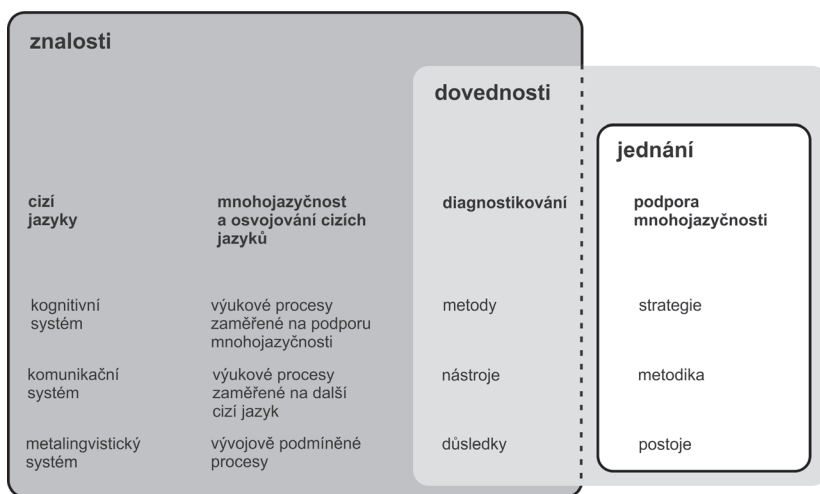 znalosti
dovednosti
jednání
cizí
jazyky
mnohojazyčnost
a osvojování cizích
jazyků
diagnostikování
podpora
mnohojazyčnosti
kognitivní
systém
výukové procesy
zaměřené na podporu
mnohojazyčnosti
metody
strategie
komunikační
systém
výukové procesy
zaměřené na další
cizí jazyk
nástroje
metodika
metalingvistický
systém
vývojově podmíněné
procesy
důsledky
postoje